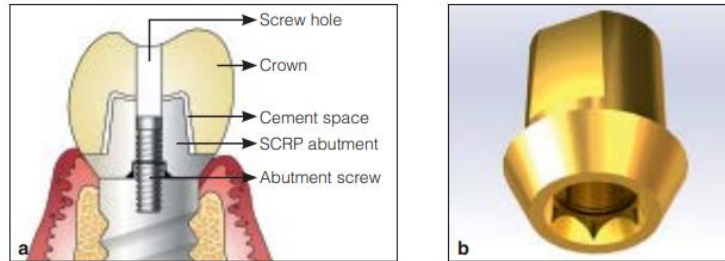 Screw hole
Crown
Cement space
SCRP abutment
Abutment screw
a
b